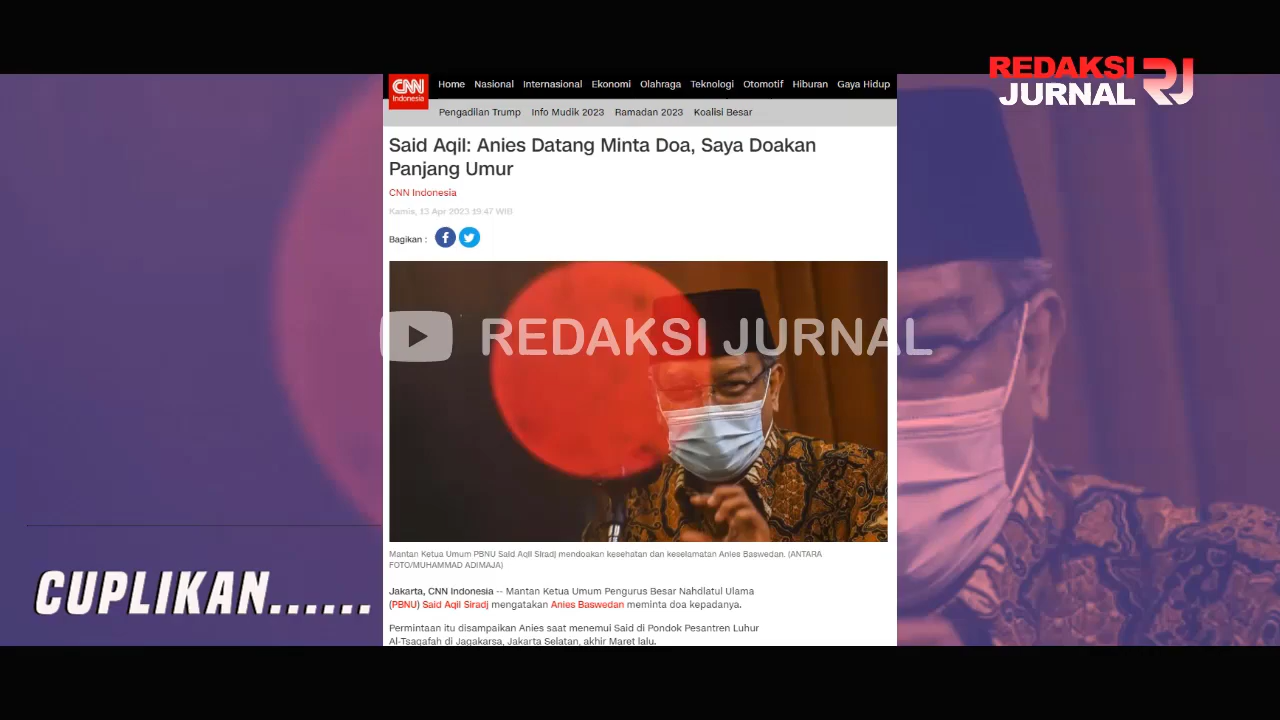 REDAKSI
JURNAL RJ
CNN
Indonesia
Home Nasional Internasional Ekonomi Olahraga Teknologi Otomotif Hiburan Gaya Hidup
Pengadilan Trump Info Mudik 2023 Ramadan 2023 Koalisi Besar
Said Aqil: Anies Datang Minta Doa, Saya Doakan
Panjang Umur
CNN Indonesia
Kamis, 13 Apr 2023 19:47 WIB
Bagikan :
REDAKSI JURNAL
Mantan Ketua Umum PBNU Said Aqil Siradj mendoakan kesehatan dan keselamatan Anies Baswedan. (ANTARA
FOTO/MUHAMMAD ADIMAJA)
CUPLIKAN......
Jakarta, CNN Indonesia -- Mantan Ketua Umum Pengurus Besar Nahdlatul Ulama
(PBNU) Said Aqil Siradj mengatakan Anies Baswedan meminta doa kepadanya.
Permintaan itu disampaikan Anies saat menemui Said di Pondok Pesantren Luhur
Al-Tsaqafah di Jagakarsa, Jakarta Selatan, akhir Maret lalu.